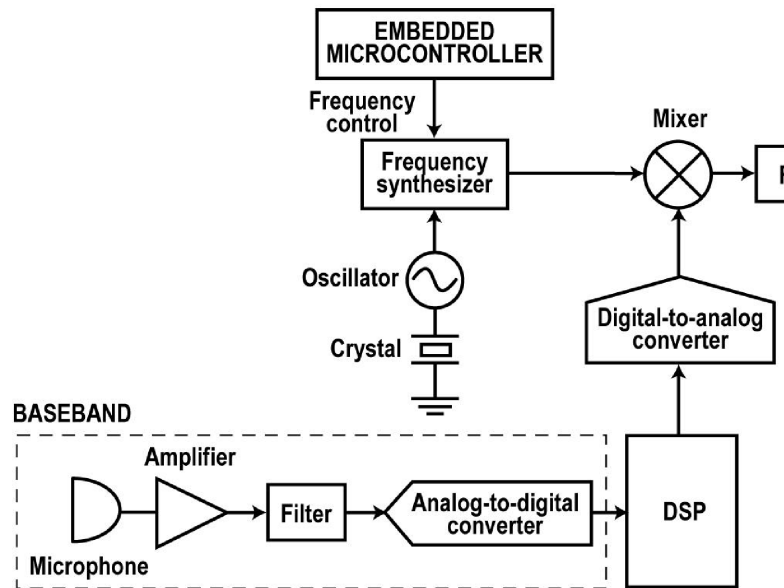 EMBEDDED
MICROCONTROLLER
Frequency
control
Mixer
Frequency
synthesizer
Oscillator
Digital-to-analog
converter
Crystal
BASEBAND
Amplifier
Analog-to-digital
converter
Filter
DSP
Microphone